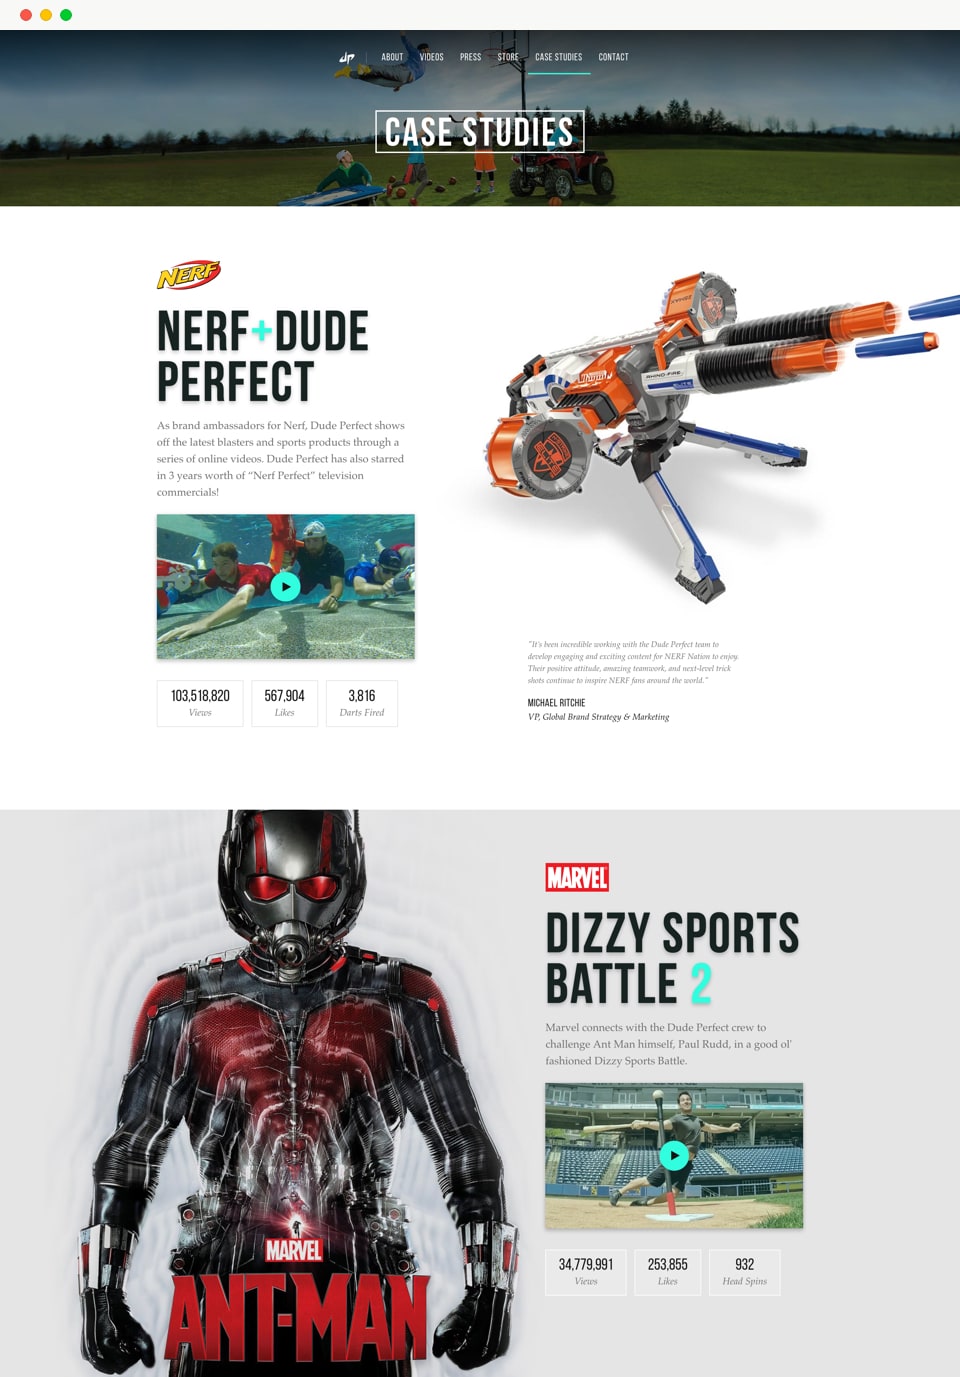 dp ABOUT VIDEOS PRESS STORE CASE STUDIES CONTACT
CASE STUDIES
NERF
NERF+DUDE
PERFECT
As brand ambassadors for Nerf, Dude Perfect shows
off the latest blasters and sports products through a
series of online videos. Dude Perfect has also starred
in 3 years worth of “Nerf Perfect” television
commercials!
103,518,820
Views
567,904
Likes
3,816
Darts Fired
RHINO-FIRE
ELITE
“It's been incredible working with the Dude Perfect team to
develop engaging and exciting content for NERF Nation to enjoy.
Their positive attitude, amazing teamwork, and next-level trick
shots continue to inspire NERF fans around the world.”
MICHAEL RITCHIE
VP, Global Brand Strategy & Marketing
MARVEL
ANT-MAN
MARVEL
DIZZY SPORTS
BATTLE 2
Marvel connects with the Dude Perfect crew to
challenge Ant Man himself, Paul Rudd, in a good ol'
fashioned Dizzy Sports Battle.
34,779,991
Views
253,855
Likes
932
Head Spins